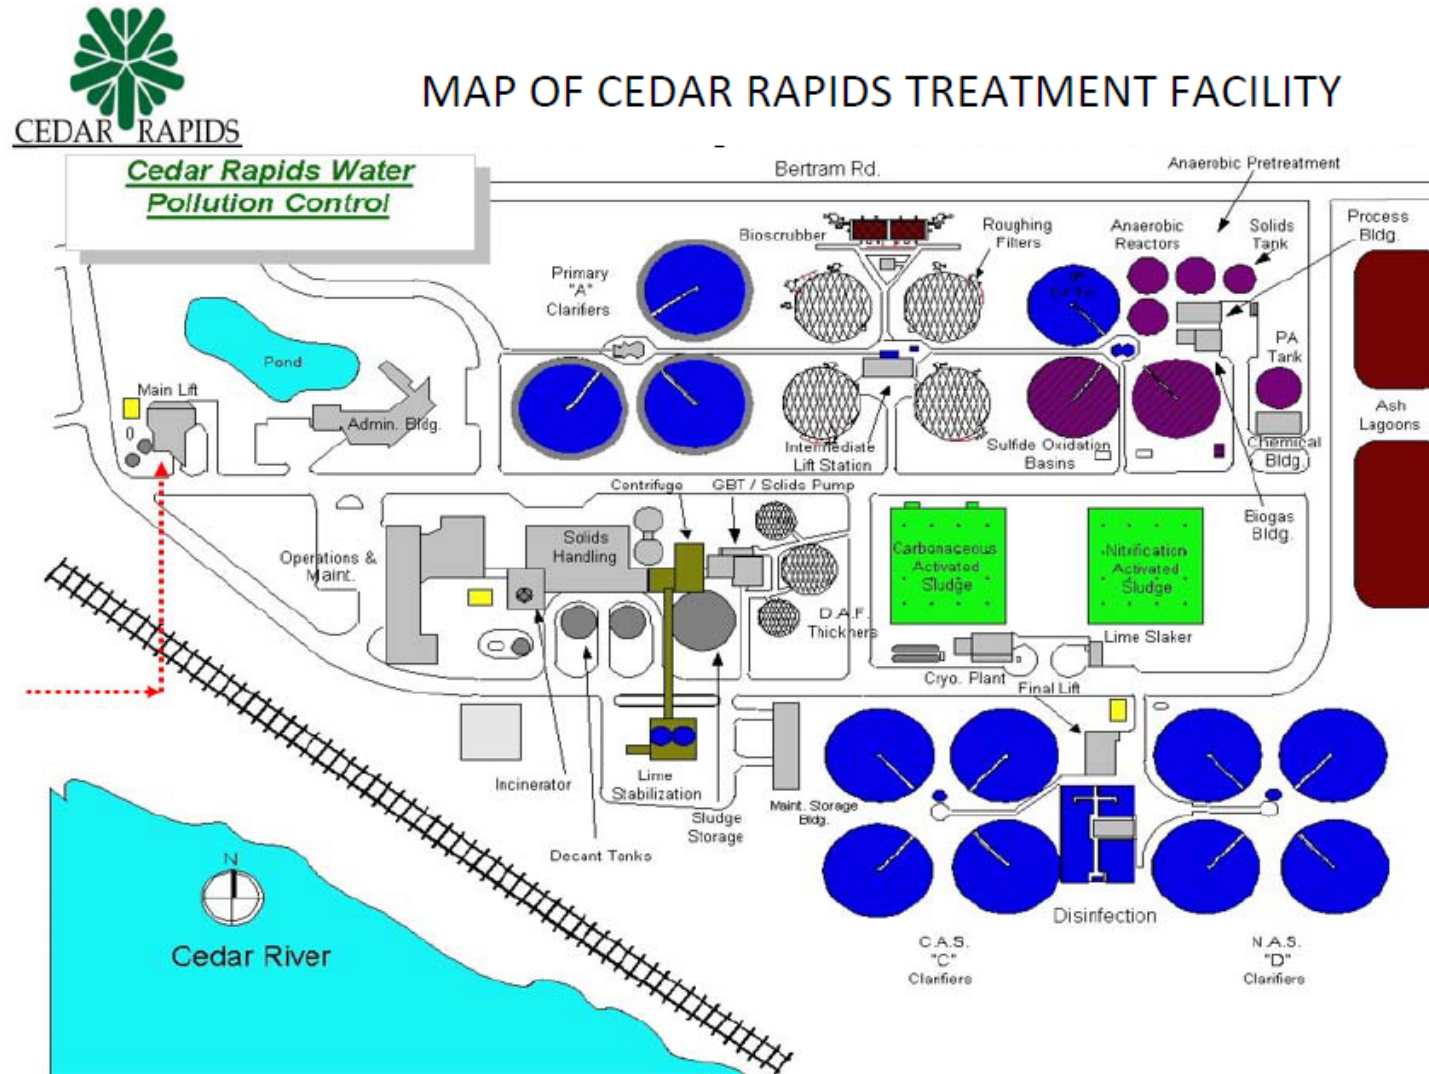 CEDAR RAPIDS
MAP OF CEDAR RAPIDS TREATMENT FACILITY
Cedar Rapids Water
Pollution Control
Bertram Rd.
Anaerobic Pretreatment
Bioscrubber
Roughing
Filters
Anaerobic
Reactors
Solids
Tank
Process
Bldg.
Primary
"A"
Clarifiers
Pond
PA
Tank
Main Lift
0
Admin. Bldg.
Ash
Lagoons
Intermediate
Lift Station
Sulfide Oxidation
Basins
Chemical
Bldg.
Centrifuge
GBT / Solids Pump
Biogas
Bldg.
Operations &
Maint.
Solids
Handling
Carbonaceous
Activated
Sludge
Nitrification
Activated
Sludge
D.A.F.
Thickners
Lime Slaker
Cryo. Plant
Final Lift
Incinerator
Lime
Stabilization
Sludge
Storage
Maint. Storage
Bldg.
Decant Tanks
N
Cedar River
Disinfection
C.A.S.
"C"
Clarifiers
N.A.S.
"D"
Clarifiers